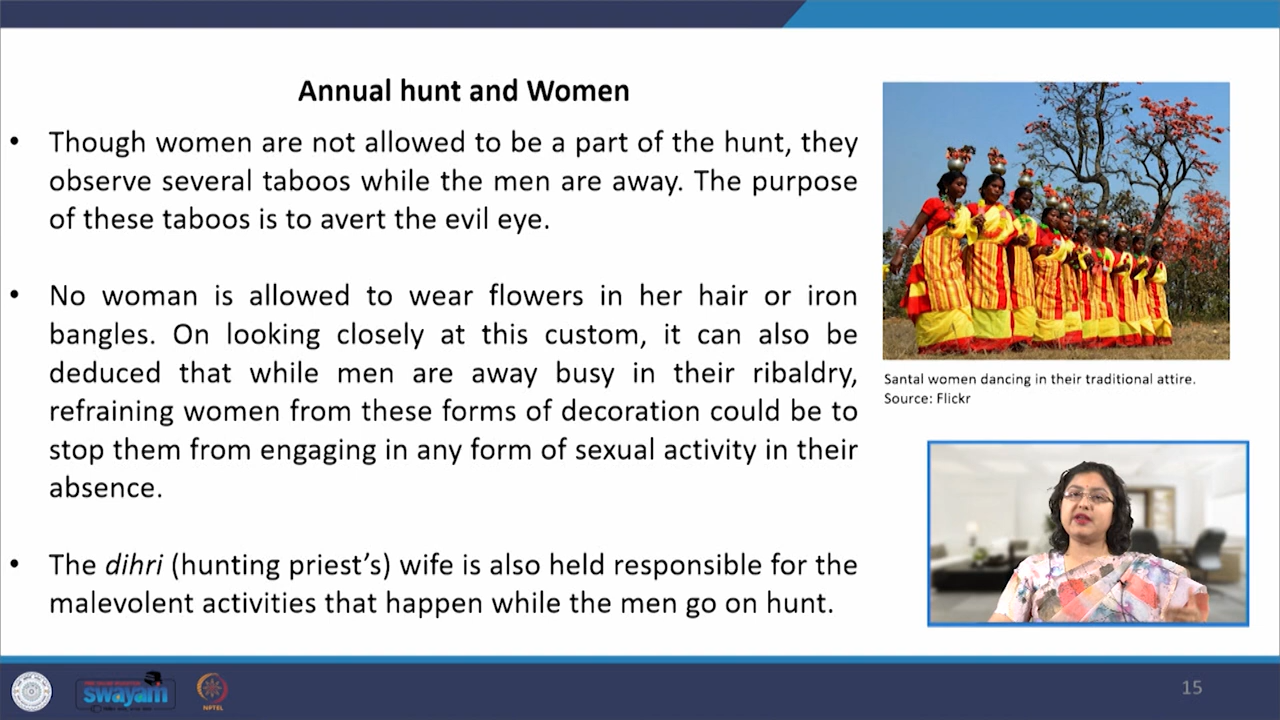 Annual hunt and Women
• Though women are not allowed to be a part of the hunt, they
observe several taboos while the men are away. The purpose
of these taboos is to avert the evil eye.
• No woman is allowed to wear flowers in her hair or iron
bangles. On looking closely at this custom, it can also be
deduced that while men are away busy in their ribaldry,
refraining women from these forms of decoration could be to
stop them from engaging in any form of sexual activity in their
absence.
• The dihri (hunting priest’s) wife is also held responsible for the
malevolent activities that happen while the men go on hunt.
Santal women dancing in their traditional attire.
Source: Flickr
swayam
NPTEL
15